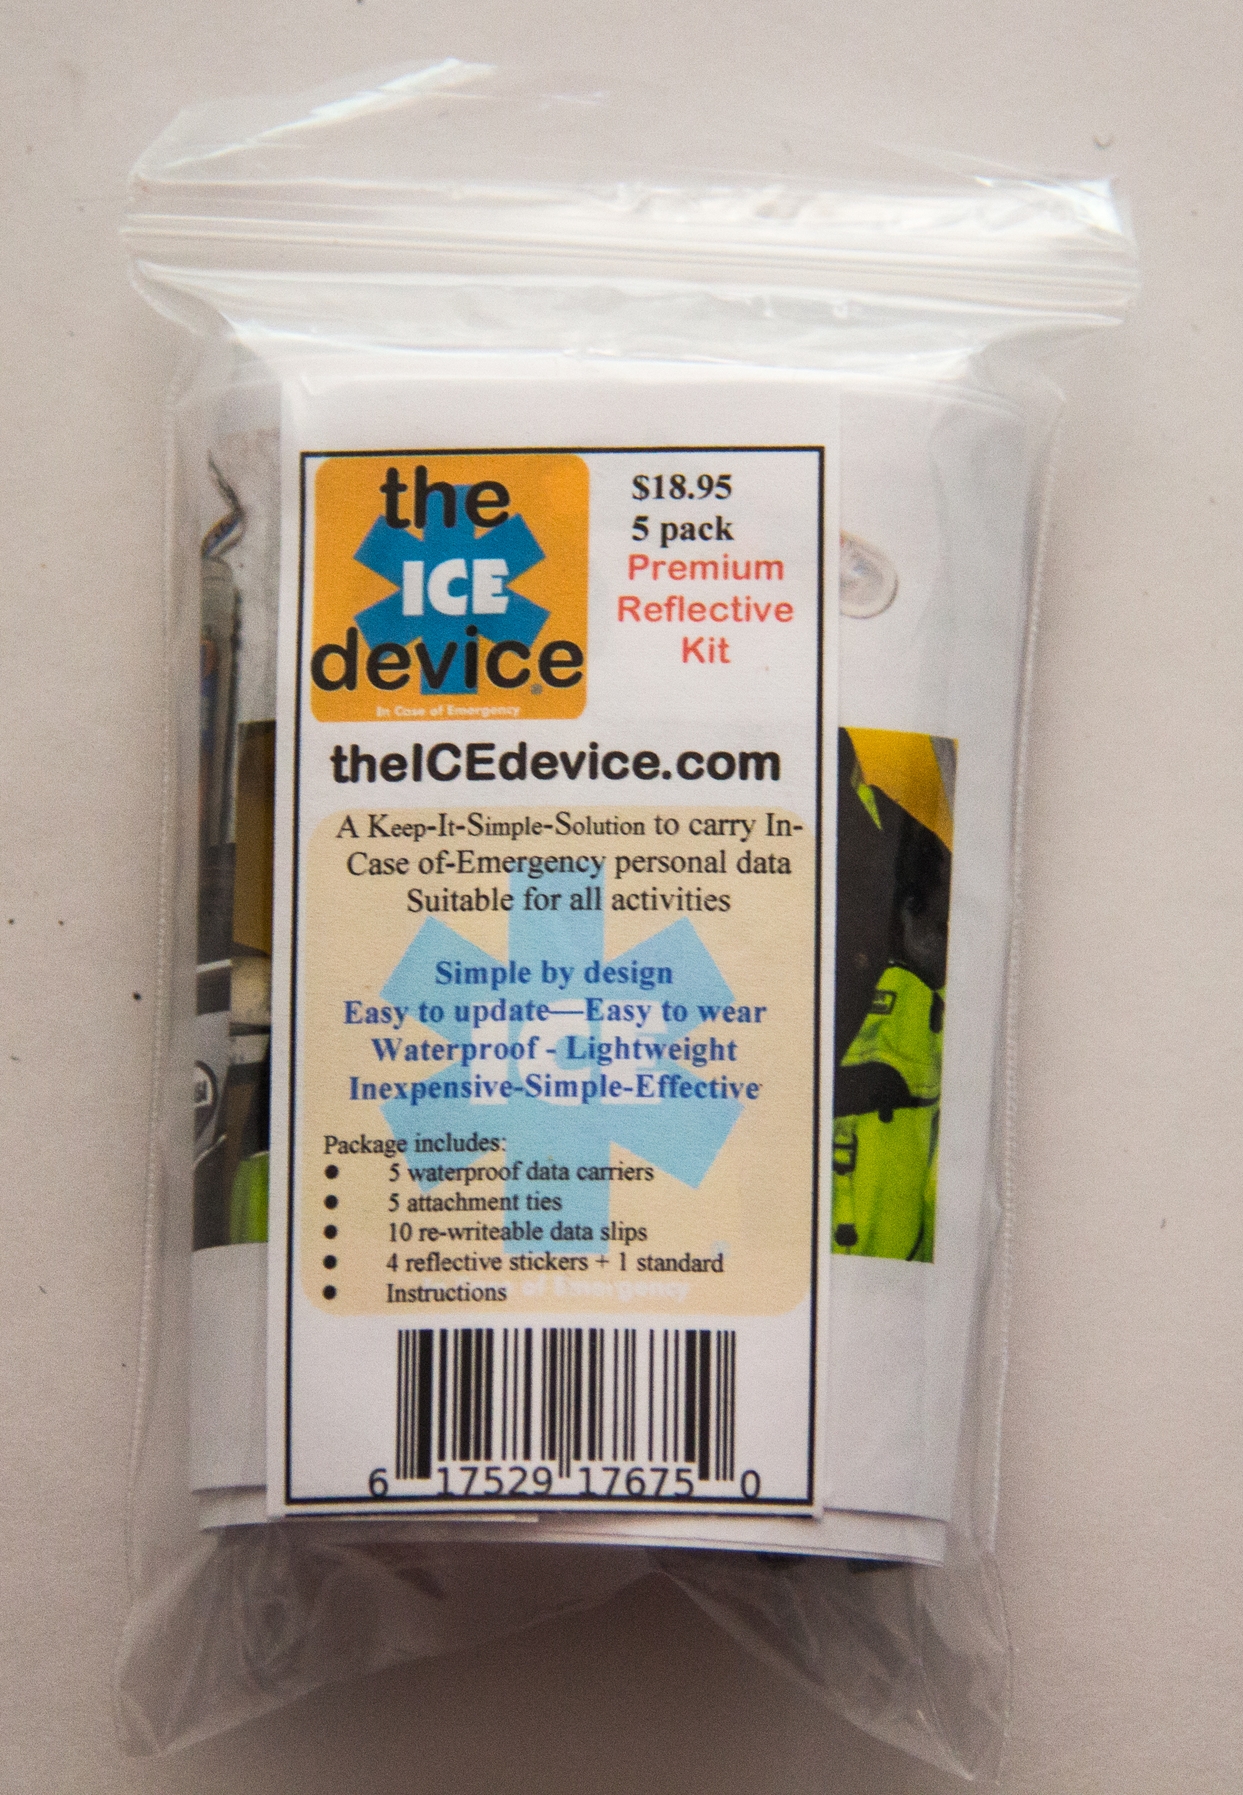 the
ICE
device
In Case of Emergency
$18.95
5 pack
Premium
Reflective
Kit
theICEdevice.com
A Keep-It-Simple-Solution to carry In-
Case of-Emergency personal data
Suitable for all activities
Simple by design
Easy to update—Easy to wear
Waterproof - Lightweight
Inexpensive-Simple-Effective
ICE
Package includes:
● 5 waterproof data carriers
● 5 attachment ties
● 10 re-writeable data slips
● 4 reflective stickers + 1 standard
● Instructions
of Emergency
6 17529 17675 0